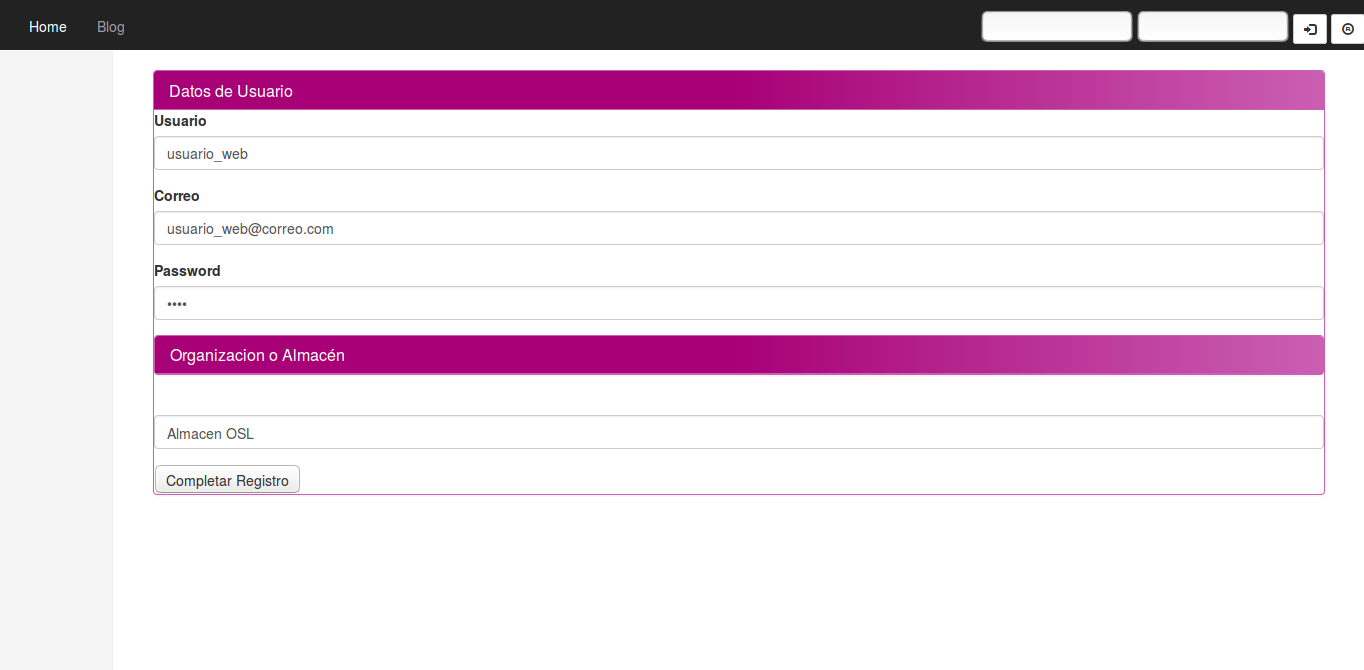 Home Blog ®
Datos de Usuario
Usuario
usuario_web
Correo
usuario_web@correo.com
Password
••••
Organizacion o Almacén
Almacen OSL
Completar Registro